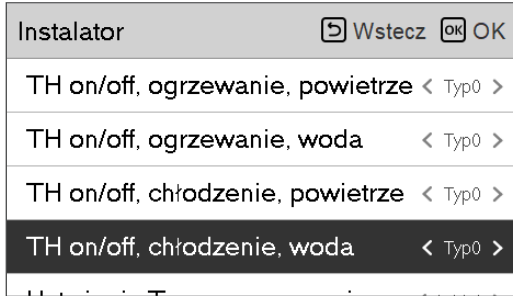 Instalator Wstecz OK OK
TH on/off, ogrzewanie, powietrze < Typ0 >
TH on/off, ogrzewanie, woda < Typ0 >
TH on/off, chłodzenie, powietrze < Typ0 >
TH on/off, chłodzenie, woda < Typ0 >